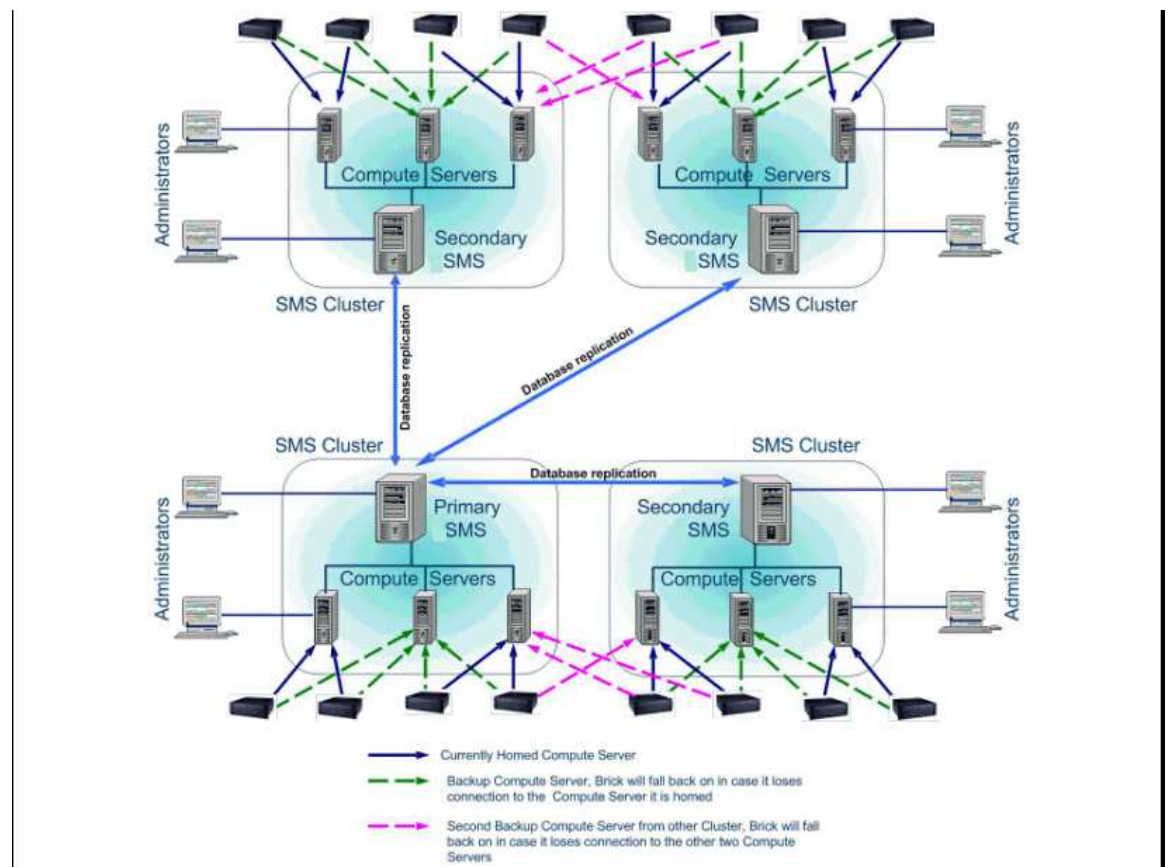 Administrators
Administrators
Compute Servers
Secondary
SMS
SMS Cluster
Compute Servers
Secondary
SMS
SMS Cluster
Database replication
Database replication
SMS Cluster
SMS Cluster
Database replication
Administrators
Primary
SMS
Compute Servers
Secondary
SMS
Compute Servers
Administrators
Currently Homed Compute Server
Backup Compute Server, Brick will fall back on in case it loses
connection to the Compute Server it is homed
Second Backup Compute Server from other Cluster, Brick will fall
back on in case it loses connection to the other two Compute
Servers